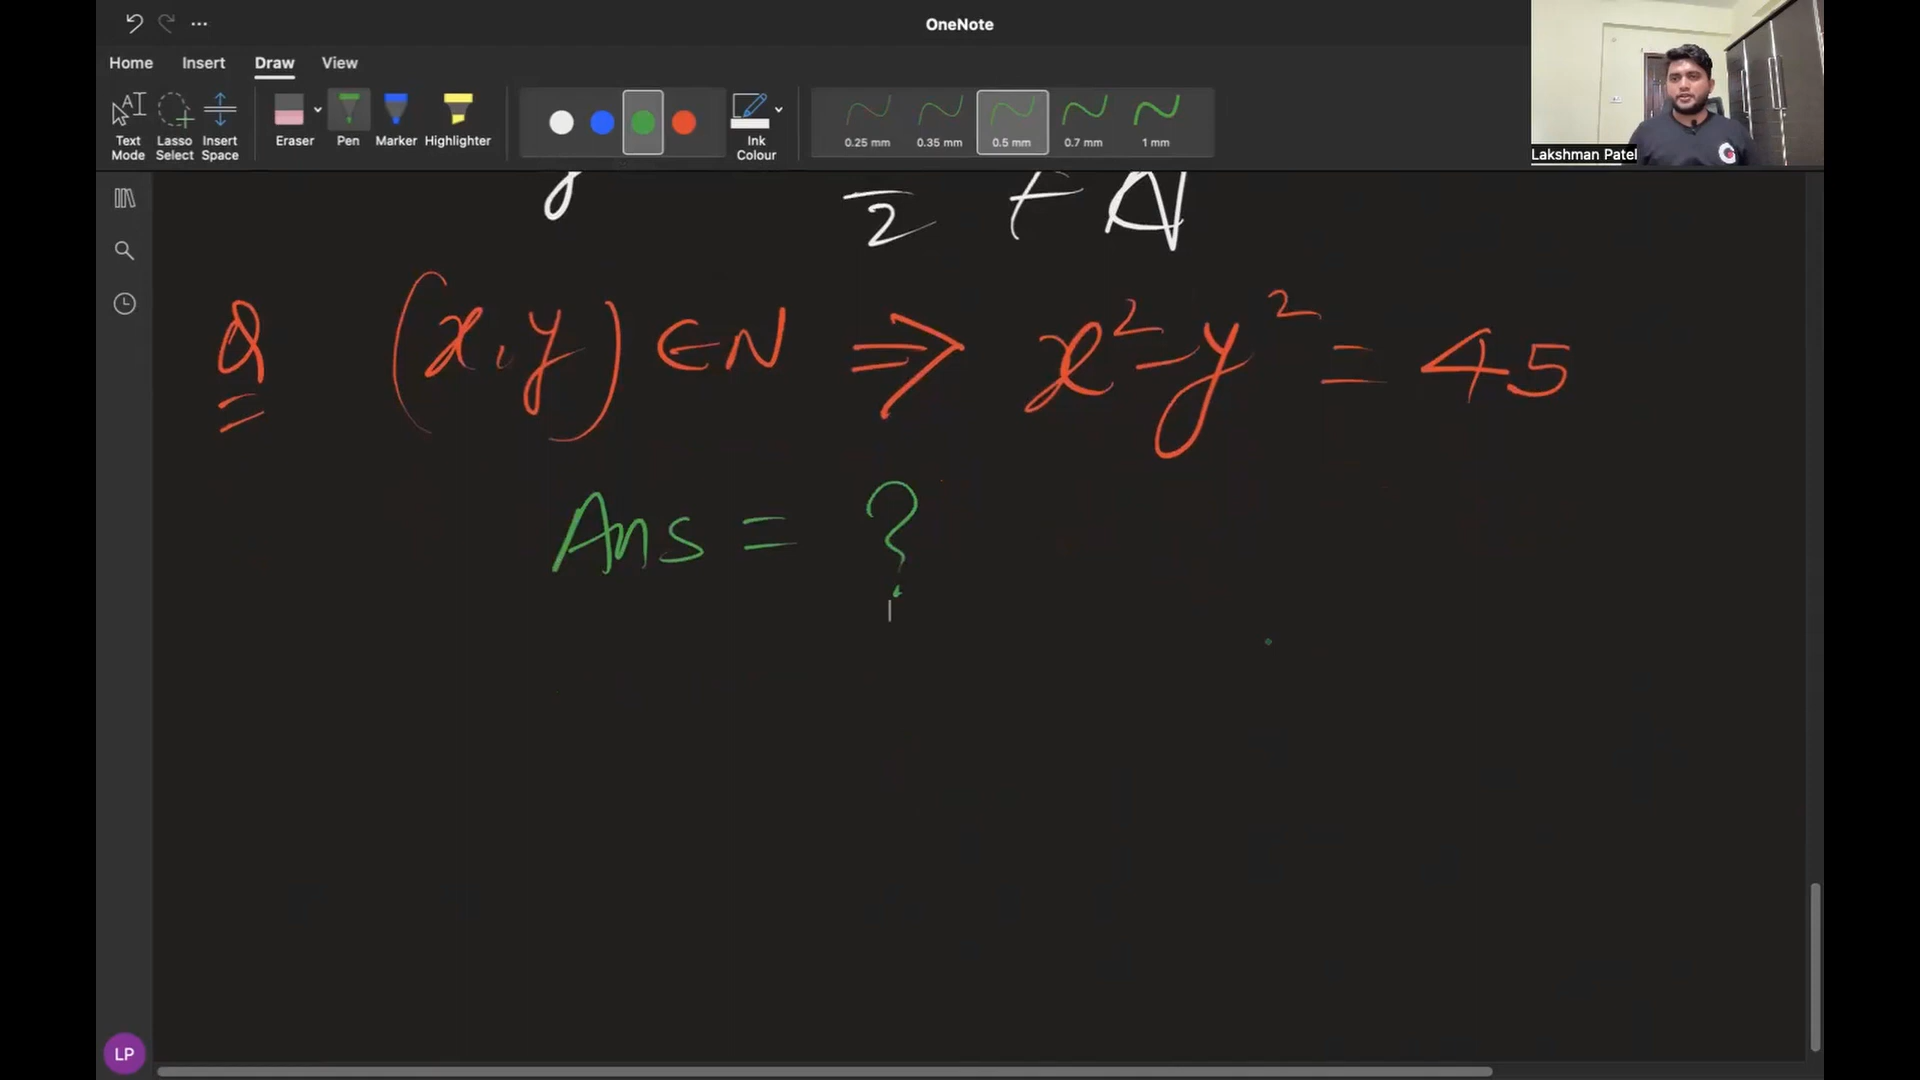 OneNote
Home Insert Draw View
Text Mode Lasso Select Insert Space Eraser Pen Marker Highlighter Ink Colour 0.25 mm 0.35 mm 0.5 mm 0.7 mm 1 mm
Lakshman Patel
2 + A
Q (x,y) ∈ N ⇒ x² - y² = 45
Ans = ?
LP